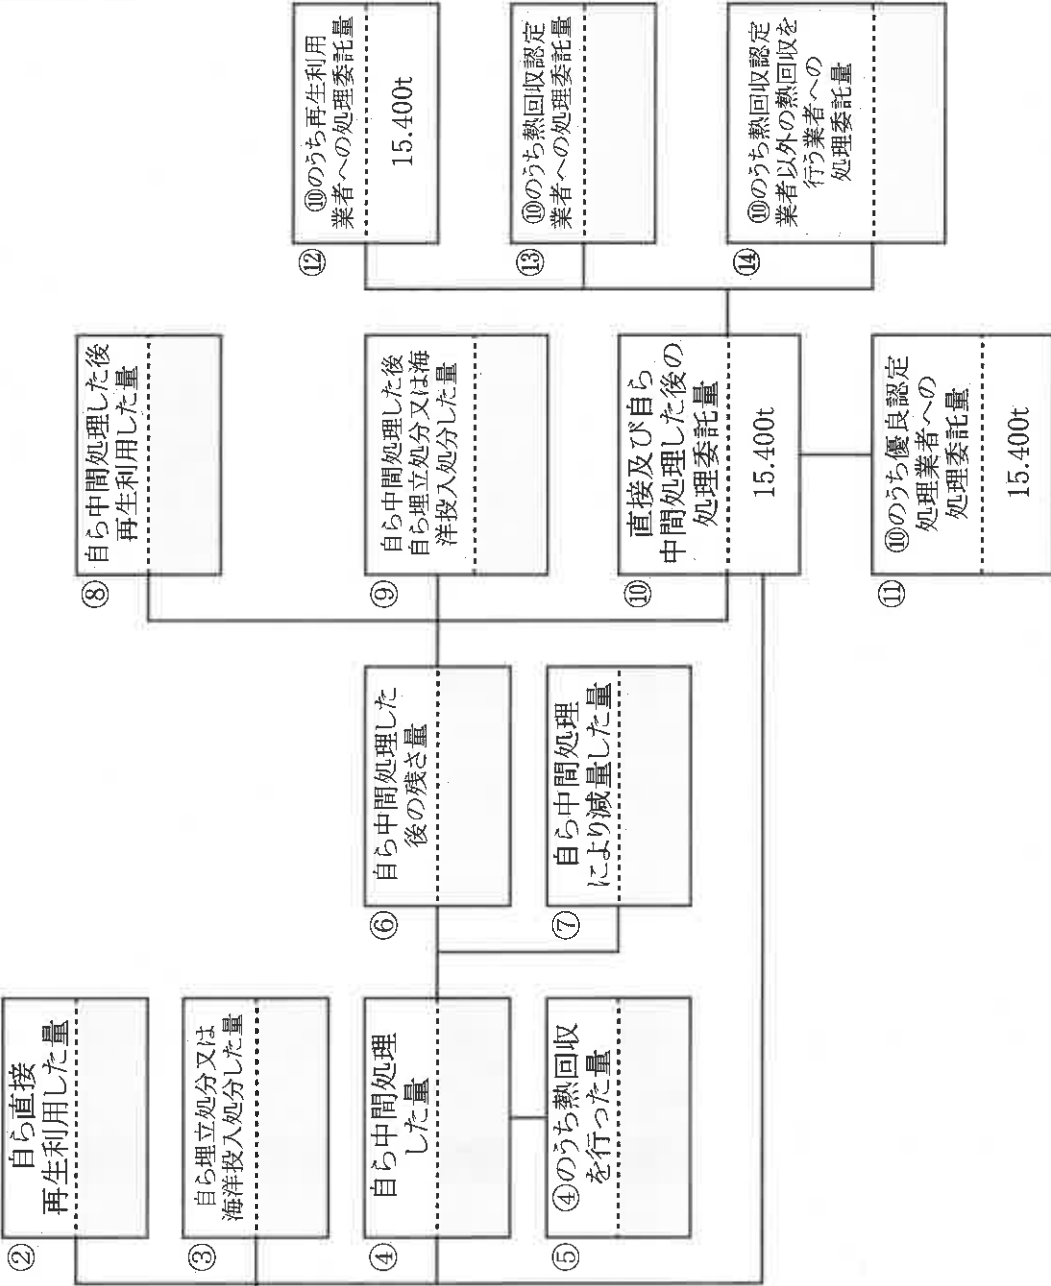 ②
自ら直接
再生利用した量
③
自ら埋立処分又は
海洋投入処分した量
④
自ら中間処理
した量
⑤
④のうち熱回収
を行った量
⑥
自ら中間処理した
後の残さ量
⑦
自ら中間処理
により減量した量
⑧
自ら中間処理した後
再生利用した量
⑨
自ら中間処理した後
自ら埋立処分又は海
洋投入処分した量
⑩
直接及び自ら
中間処理した後の
処理委託量
15.400t
⑪
⑩のうち優良認定
処理業者への
処理委託量
15.400t
⑫
⑩のうち再生利用
業者への処理委託量
15.400t
⑬
⑩のうち熱回収認定
業者への処理委託量
⑭
⑩のうち熱回収認定
業者以外の熱回収を
行う業者への
処理委託量